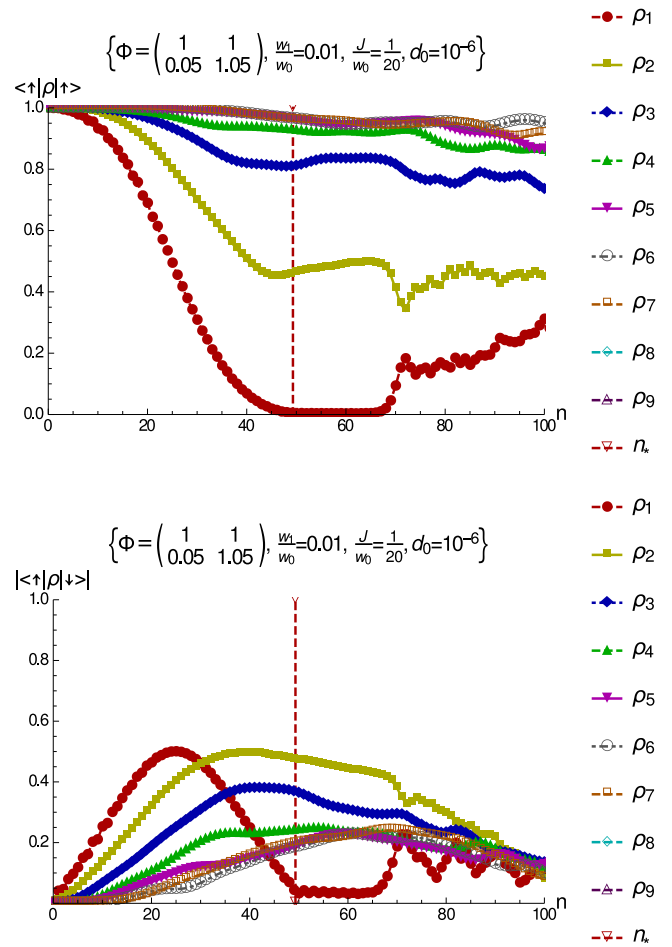 {Φ=( 1 1 0.05 1.05 ), w₁/w₀=0.01, J/w₀=1/20, d₀=10⁻⁶}
<↑|ρ|↑>
1.0
0.8
0.6
0.4
0.2
0.0
0 20 40 60 80 100 n
ρ₁
ρ₂
ρ₃
ρ₄
ρ₅
ρ₆
ρ₇
ρ₈
ρ₉
n⁎
{Φ=( 1 1 0.05 1.05 ), w₁/w₀=0.01, J/w₀=1/20, d₀=10⁻⁶}
|<↑|ρ|↓>|
1.0
0.8
0.6
0.4
0.2
0 20 40 60 80 100 n
ρ₁
ρ₂
ρ₃
ρ₄
ρ₅
ρ₆
ρ₇
ρ₈
ρ₉
n⁎